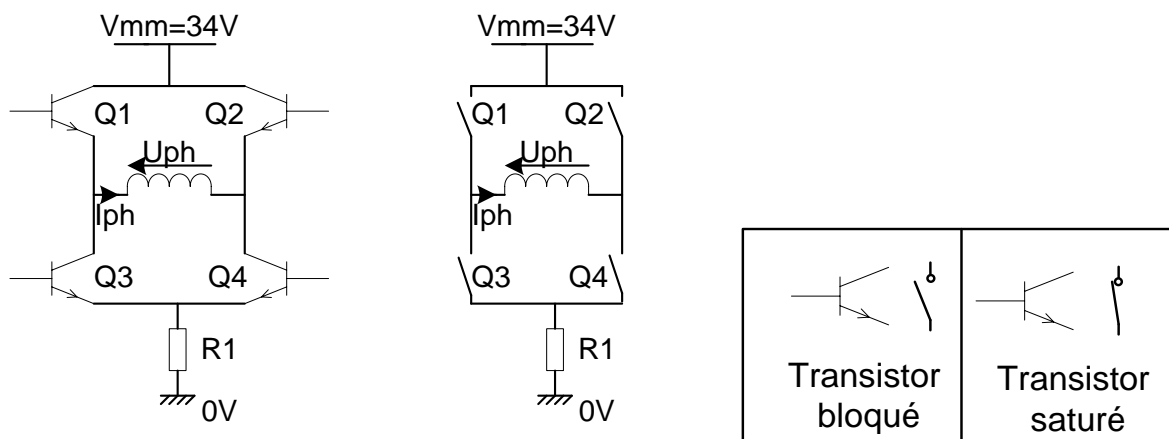 Vmm=34V
Q1
Q2
Uph
Iph
Q3
Q4
R1
0V
Vmm=34V
Q1
Q2
Uph
Iph
Q3
Q4
R1
0V
Transistor
bloqué
Transistor
saturé